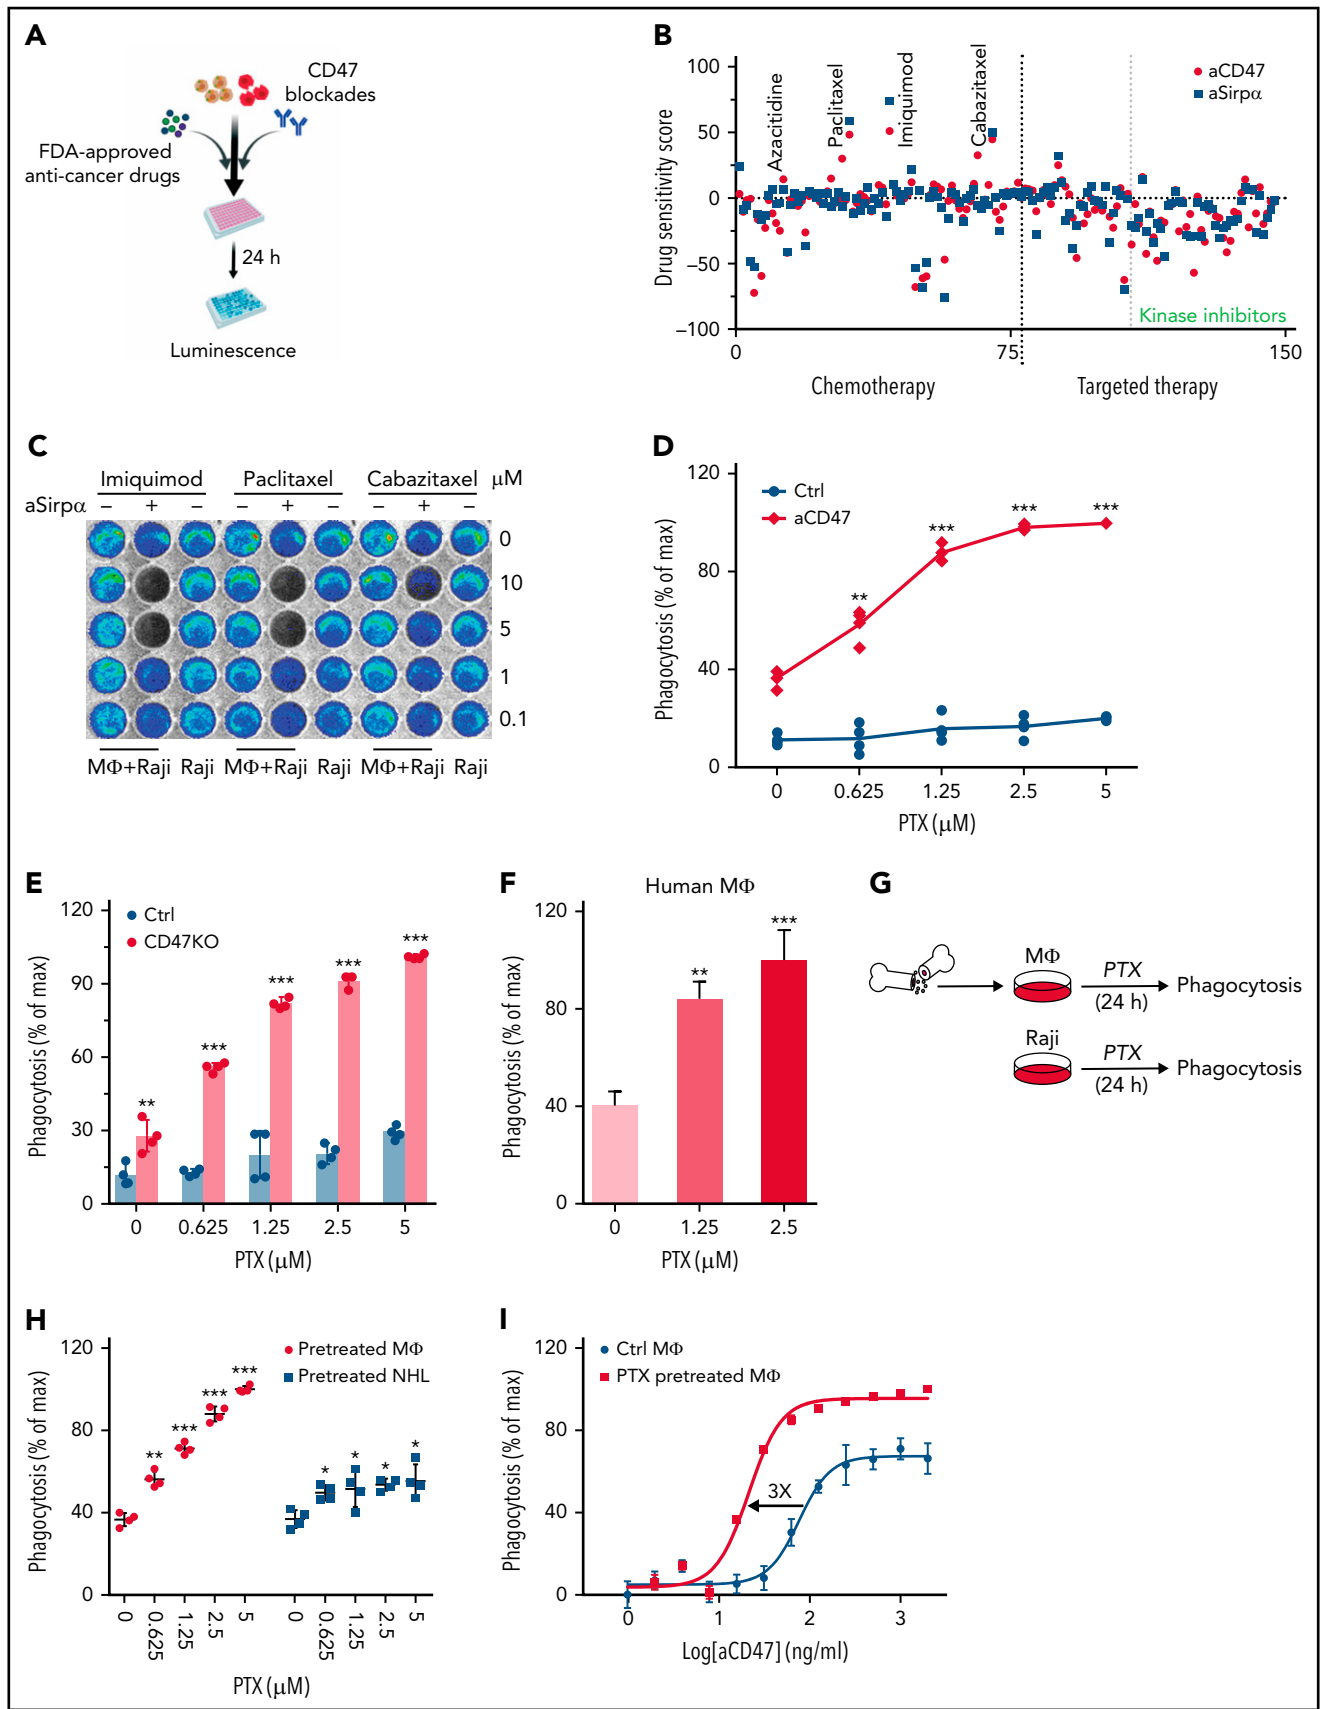 A
CD47
blockades
FDA-approved
anti-cancer drugs
24 h
Luminescence
B
Drug sensitivity score
100
50
0
−50
−100
Azacitidine
Paclitaxel
Imiquimod
Cabazitaxel
aCD47
aSirpα
Kinase inhibitors
0
75
150
Chemotherapy
Targeted therapy
C
Imiquimod
Paclitaxel
Cabazitaxel
μM
aSirpα
− + − − + − − + −
0
10
5
1
0.1
MΦ+Raji Raji MΦ+Raji Raji MΦ+Raji Raji
D
Phagocytosis (% of max)
120
80
40
0
Ctrl
aCD47
**
***
***
***
0 0.625 1.25 2.5 5
PTX (μM)
E
Phagocytosis (% of max)
120
90
60
30
0
Ctrl
CD47KO
**
***
***
***
***
0 0.625 1.25 2.5 5
PTX (μM)
F
Human MΦ
Phagocytosis (% of max)
120
80
40
0
**
***
0 1.25 2.5
PTX (μM)
G
MΦ
PTX
(24 h)
Phagocytosis
Raji
PTX
(24 h)
Phagocytosis
H
Phagocytosis (% of max)
120
80
40
0
Pretreated MΦ
Pretreated NHL
**
***
***
***
*
*
*
*
0 0.625 1.25 2.5 5 0 0.625 1.25 2.5 5
PTX (μM)
I
Phagocytosis (% of max)
120
80
40
0
Ctrl MΦ
PTX pretreated MΦ
3X
0 1 2 3
Log[aCD47] (ng/ml)